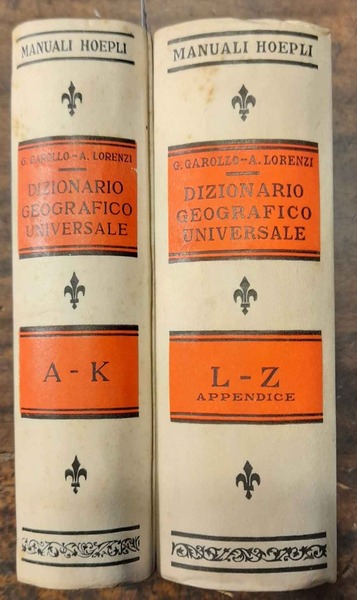 MANUALI HOEPLI
G. GAROLLO-A. LORENZI
DIZIONARIO
GEOGRAFICO
UNIVERSALE
A-K
MANUALI HOEPLI
G. GAROLLO-A. LORENZI
DIZIONARIO
GEOGRAFICO
UNIVERSALE
L-Z
APPENDICE